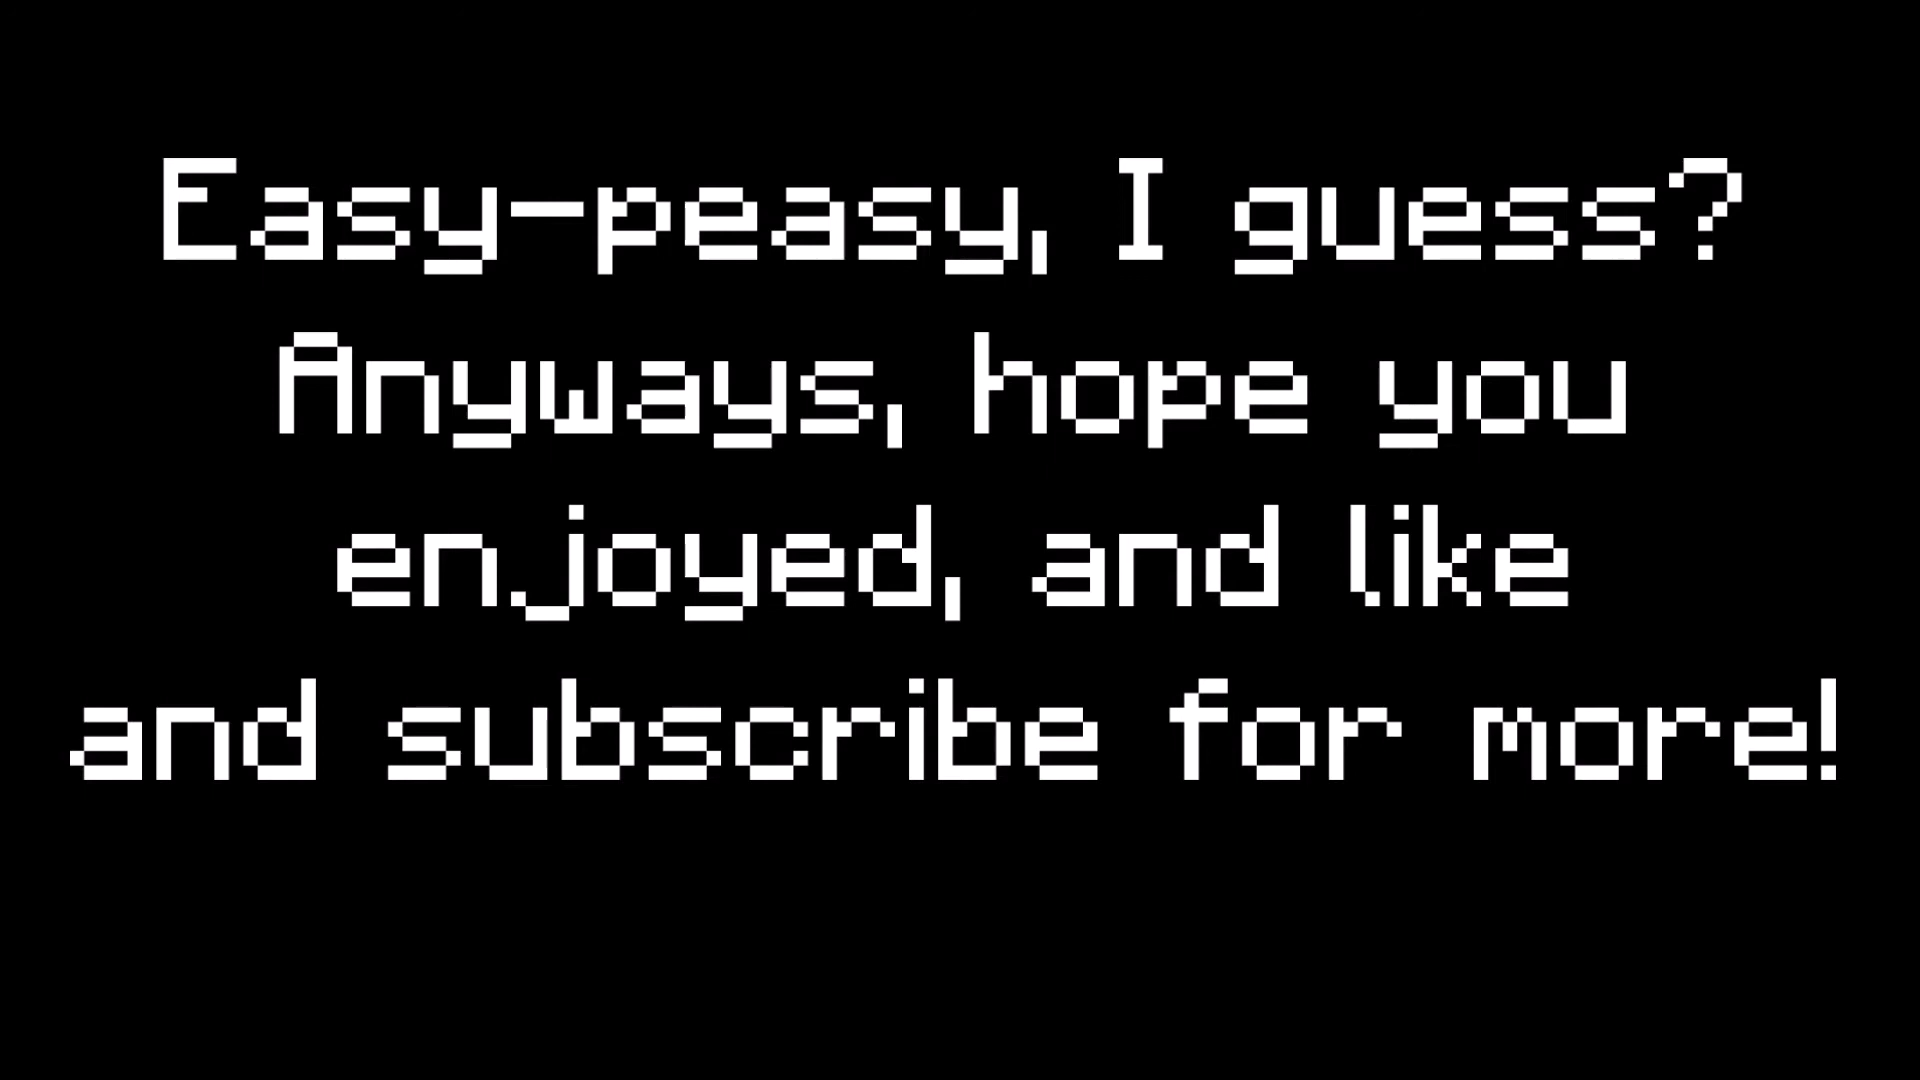 Easy-peasy, I guess?
Anyways, hope you
enjoyed, and like
and subscribe for more!